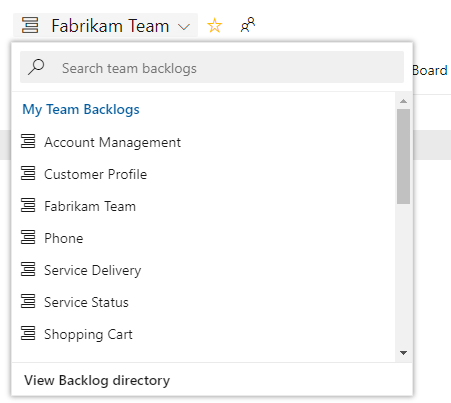 Fabrikam Team
Search team backlogs
Board
My Team Backlogs
Account Management
Customer Profile
Fabrikam Team
Phone
Service Delivery
Service Status
Shopping Cart
View Backlog directory